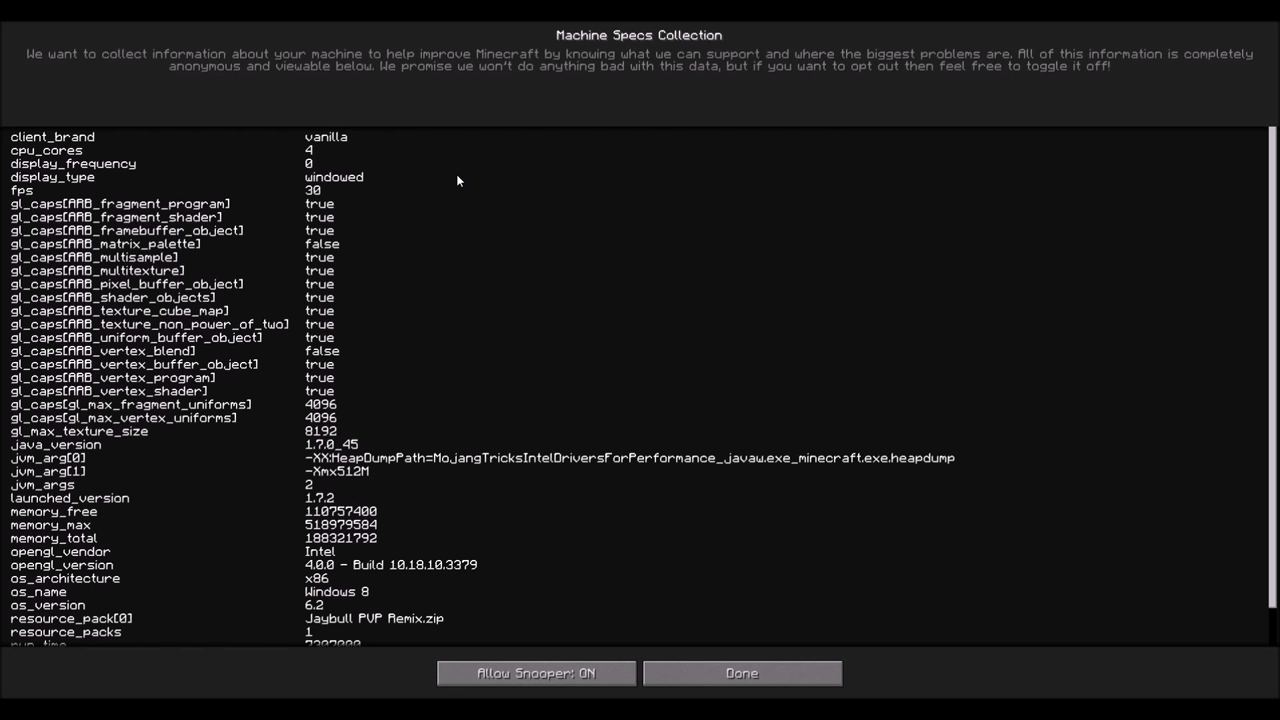 Machine Specs Collection
We want to collect information about your machine to help improve Minecraft by knowing what we can support and where the biggest problems are. All of this information is completely
anonymous and viewable below. We promise we won't do anything bad with this data, but if you want to opt out then feel free to toggle it off!
client_brand vanilla
cpu_cores 4
display_frequency 0
display_type windowed
fps 30
gl_caps[ARB_fragment_program] true
gl_caps[ARB_fragment_shader] true
gl_caps[ARB_framebuffer_object] true
gl_caps[ARB_matrix_palette] false
gl_caps[ARB_multisample] true
gl_caps[ARB_multitexture] true
gl_caps[ARB_pixel_buffer_object] true
gl_caps[ARB_shader_objects] true
gl_caps[ARB_texture_cube_map] true
gl_caps[ARB_texture_non_power_of_two] true
gl_caps[ARB_uniform_buffer_object] true
gl_caps[ARB_vertex_blend] false
gl_caps[ARB_vertex_buffer_object] true
gl_caps[ARB_vertex_program] true
gl_caps[ARB_vertex_shader] true
gl_caps[gl_max_fragment_uniforms] 4096
gl_caps[gl_max_vertex_uniforms] 4096
gl_max_texture_size 8192
java_version 1.7.0_45
jvm_arg[0] -XX:HeapDumpPath=MojangTricksIntelDriversForPerformance_javaw.exe_minecraft.exe.heapdump
jvm_arg[1] -Xmx512M
jvm_args 2
launched_version 1.7.2
memory_free 110757400
memory_max 518979584
memory_total 188321792
opengl_vendor Intel
opengl_version 4.0.0 - Build 10.18.10.3379
os_architecture x86
os_name Windows 8
os_version 6.2
resource_pack[0] Jaybull PVP Remix.zip
resource_packs 1
Allow Snooper: ON
Done